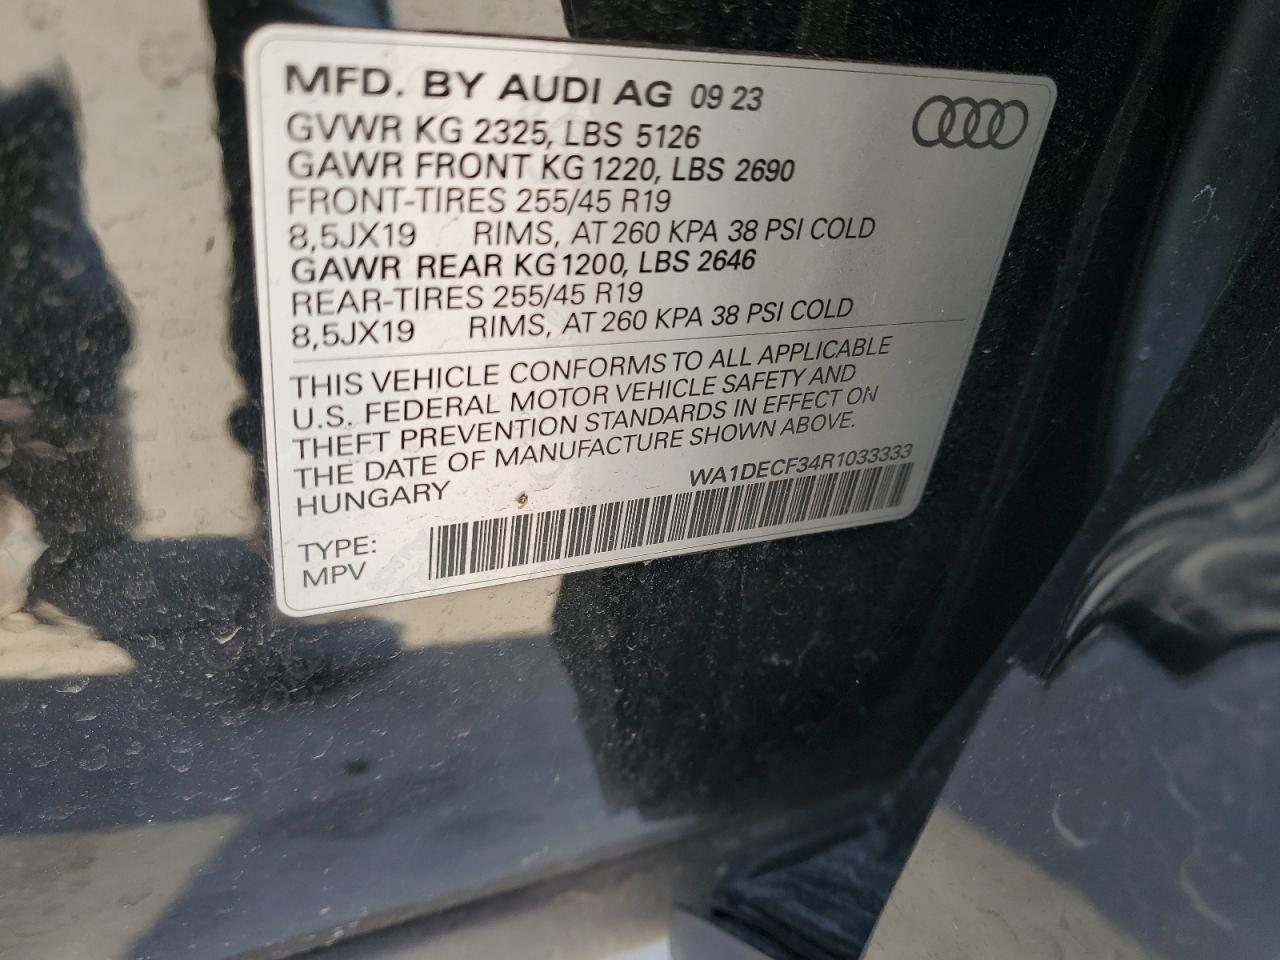 MFD. BY AUDI AG 09 23
GVWR KG 2325, LBS 5126
GAWR FRONT KG 1220, LBS 2690
FRONT-TIRES 255/45 R19
8,5JX19 RIMS, AT 260 KPA 38 PSI COLD
GAWR REAR KG 1200, LBS 2646
REAR-TIRES 255/45 R19
8,5JX19 RIMS, AT 260 KPA 38 PSI COLD
THIS VEHICLE CONFORMS TO ALL APPLICABLE
U.S. FEDERAL MOTOR VEHICLE SAFETY AND
THEFT PREVENTION STANDARDS IN EFFECT ON
THE DATE OF MANUFACTURE SHOWN ABOVE.
HUNGARY WA1DECF34R1033333
TYPE:
MPV